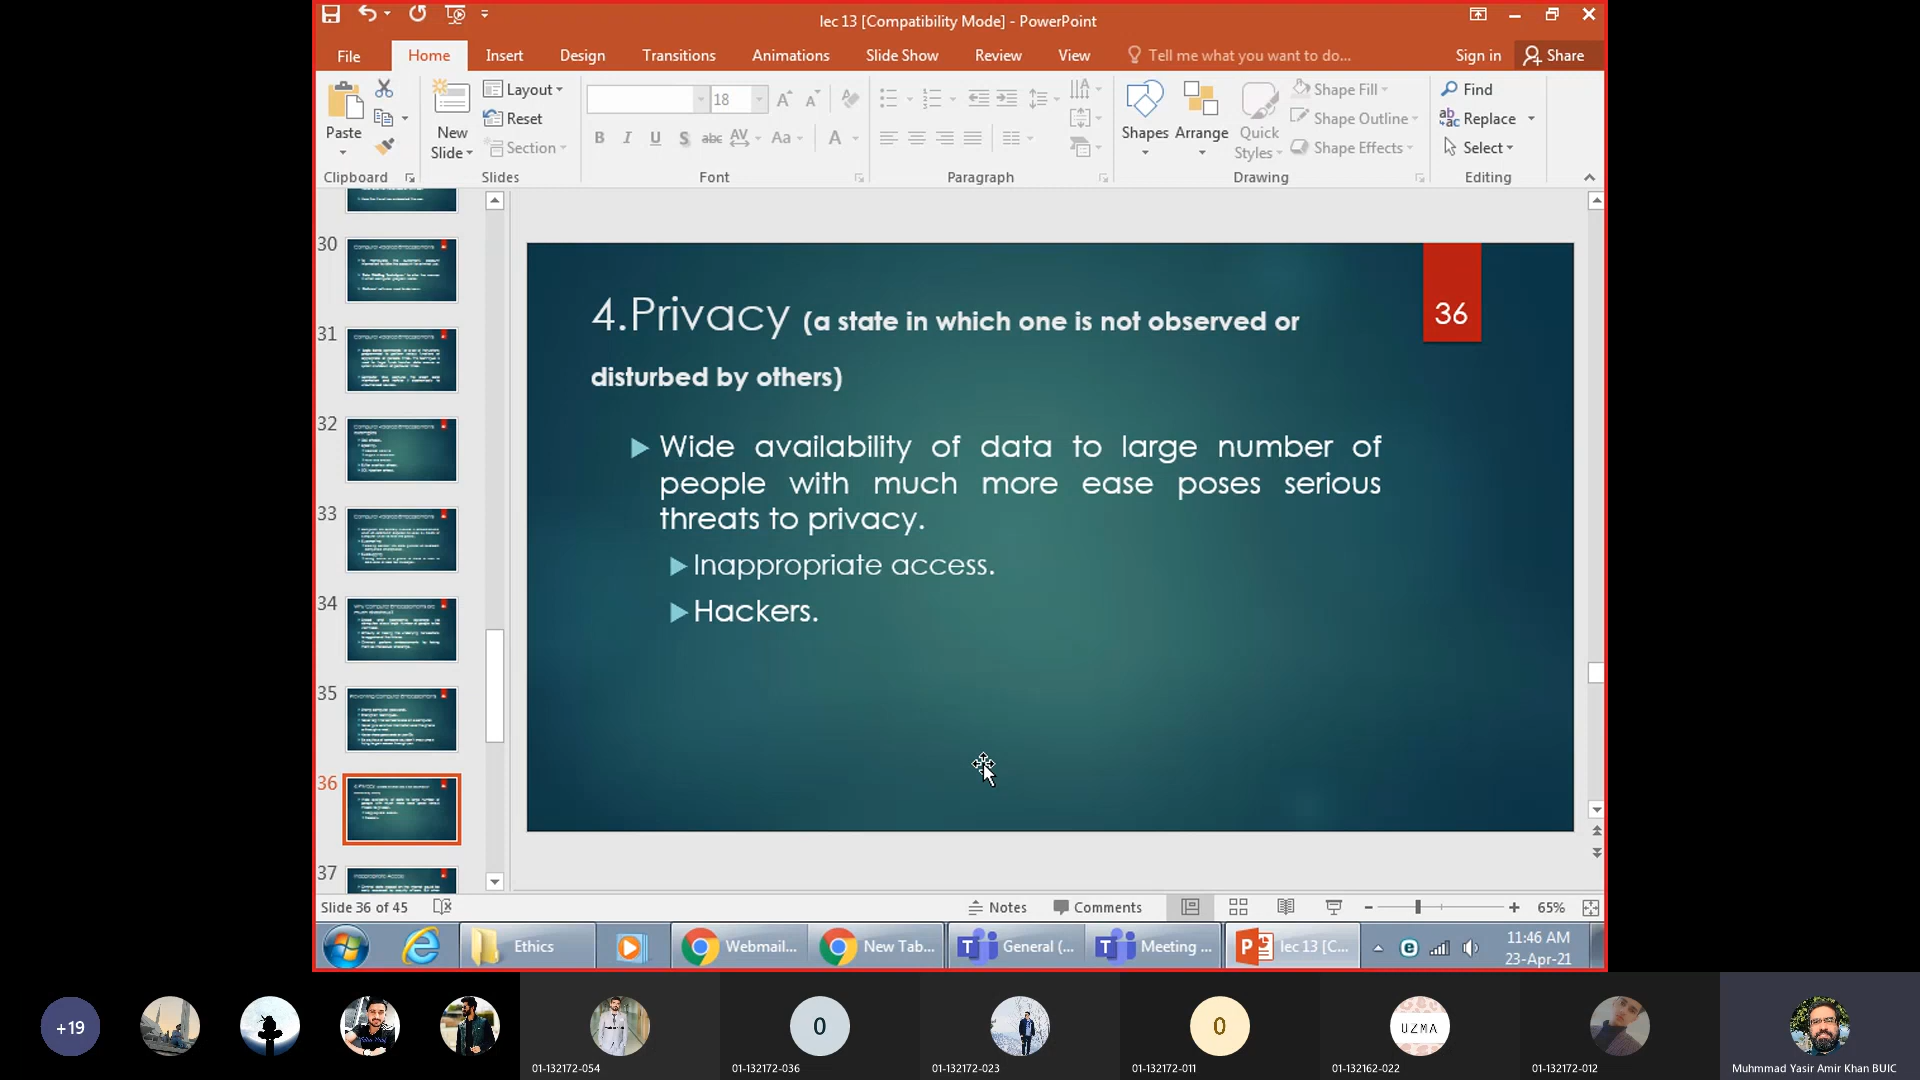 lec 13 [Compatibility Mode] - PowerPoint
File Home Insert Design Transitions Animations Slide Show Review View Tell me what you want to do... Sign in Share
Paste
Clipboard
New
Slide
Layout
Reset
Section
Slides
18
B I U S abc AV Aa A
Font
Paragraph
Shapes Arrange Quick
Styles
Shape Fill
Shape Outline
Shape Effects
Drawing
Find
Replace
Select
Editing
30
31
32
33
34
35
36
37
4.Privacy (a state in which one is not observed or
disturbed by others)
36
Wide availability of data to large number of
people with much more ease poses serious
threats to privacy.
Inappropriate access.
Hackers.
Slide 36 of 45 Notes Comments 65%
Ethics Webmail... New Tab... General (... Meeting ... lec 13 [C...
11:46 AM
23-Apr-21
+19
0
0
UZMA
01-132172-054 01-132172-036 01-132172-023 01-132172-011 01-132162-022 01-132172-012 Muhmmad Yasir Amir Khan BUIC